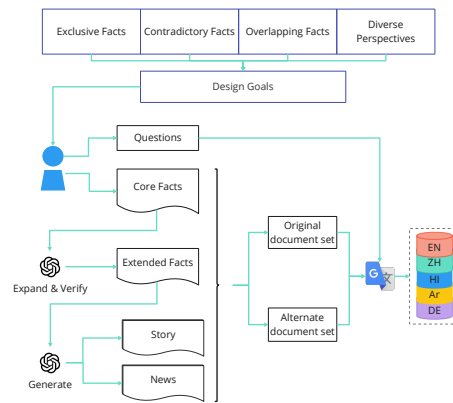 Exclusive Facts
Contradictory Facts
Overlapping Facts
Diverse
Perspectives
Design Goals
Questions
Core Facts
Extended Facts
Expand & Verify
Story
News
Generate
Original
document set
Alternate
document set
G
文
EN
ZH
HI
Ar
DE